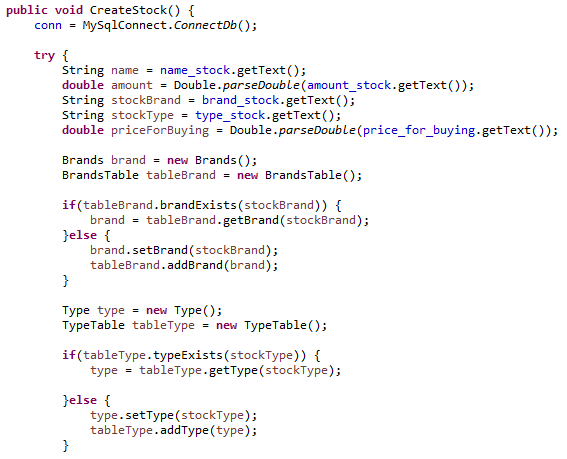 public void CreateStock() {
    conn = MySqlConnect.ConnectDb();

    try {
        String name = name_stock.getText();
        double amount = Double.parseDouble(amount_stock.getText());
        String stockBrand = brand_stock.getText();
        String stockType = type_stock.getText();
        double priceForBuying = Double.parseDouble(price_for_buying.getText());

        Brands brand = new Brands();
        BrandsTable tableBrand = new BrandsTable();

        if(tableBrand.brandExists(stockBrand)) {
            brand = tableBrand.getBrand(stockBrand);
        }else {
            brand.setBrand(stockBrand);
            tableBrand.addBrand(brand);
        }

        Type type = new Type();
        TypeTable tableType = new TypeTable();

        if(tableType.typeExists(stockType)) {
            type = tableType.getType(stockType);

        }else {
            type.setType(stockType);
            tableType.addType(type);
        }